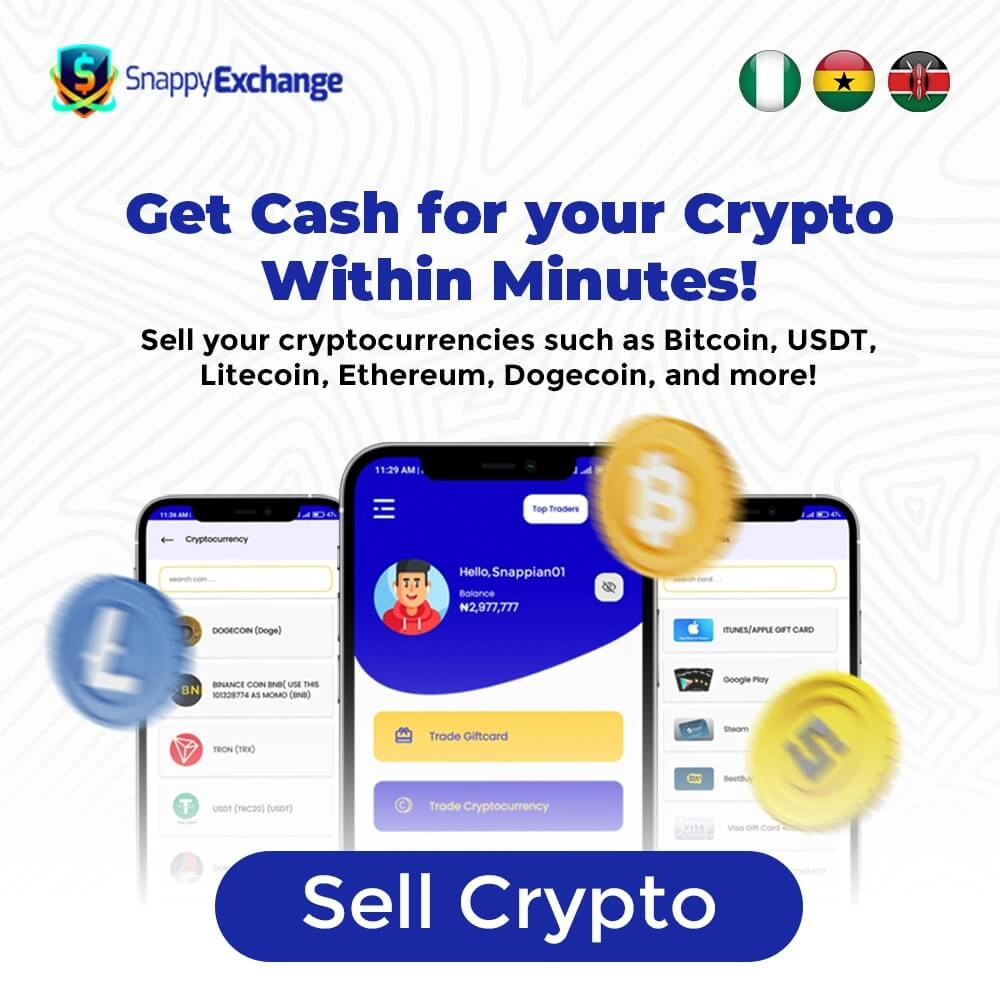 SnappyExchange
Get Cash for your Crypto
Within Minutes!
Sell your cryptocurrencies such as Bitcoin, USDT,
Litecoin, Ethereum, Dogecoin, and more!
11:36 AM
Cryptocurrency
search coin ...
DOGECOIN (Doge)
BINANCE COIN BNB( USE THIS
101328774 AS MOMO (BNB)
TRON (TRX)
USDT (TRC20) (USDT)
11:29 AM
Top Traders
Hello,Snappian01
Balance
₦2,977,777
Trade Giftcard
Trade Cryptocurrency
search card ...
ITUNES/APPLE GIFT CARD
Google Play
Steam
BestBuy
VISA
Visa Gift Card
Sell Crypto